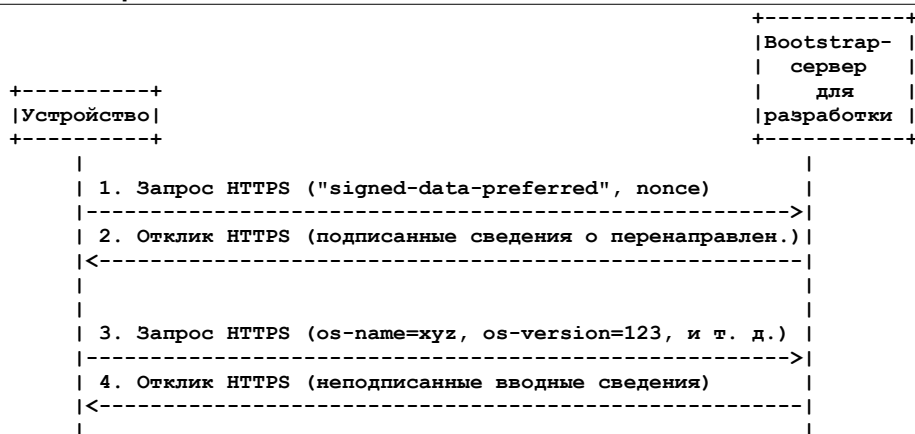 Bootstrap-
сервер
для
разработки
Устройство
1. Запрос HTTPS ("signed-data-preferred", nonce)
2. Отклик HTTPS (подписанные сведения о перенаправлен.)
3. Запрос HTTPS (os-name=xyz, os-version=123, и т. д.)
4. Отклик HTTPS (неподписанные вводные сведения)